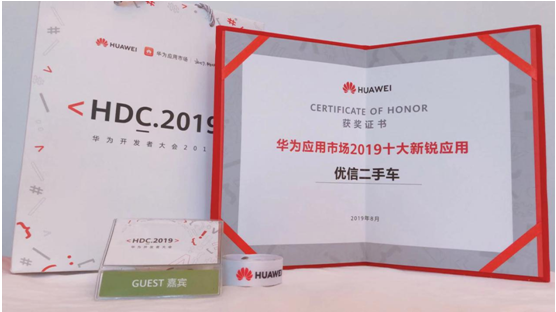 HUAWEI
华为应用市场
<HDC.2019
华为开发者大会201
<HDC.2019>
GUEST 嘉宾
HUAWEI
HUAWEI
CERTIFICATE OF HONOR
获奖证书
华为应用市场2019十大新锐应用
优信二手车
2019年8月